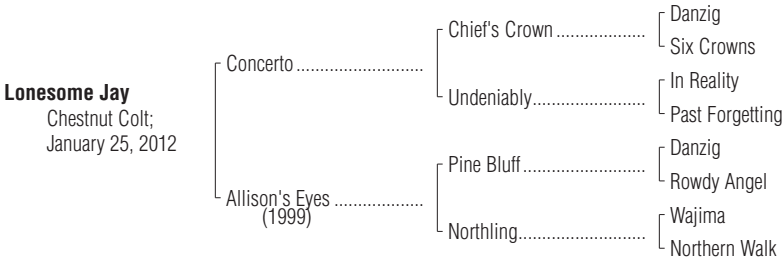 Lonesome Jay
Chestnut Colt;
January 25, 2012
Concerto..............................
Allison's Eyes .....................
(1999)
Chief's Crown.....................
Undeniably...........................
Pine Bluff.............................
Northling..............................
Danzig
Six Crowns
In Reality
Past Forgetting
Danzig
Rowdy Angel
Wajima
Northern Walk